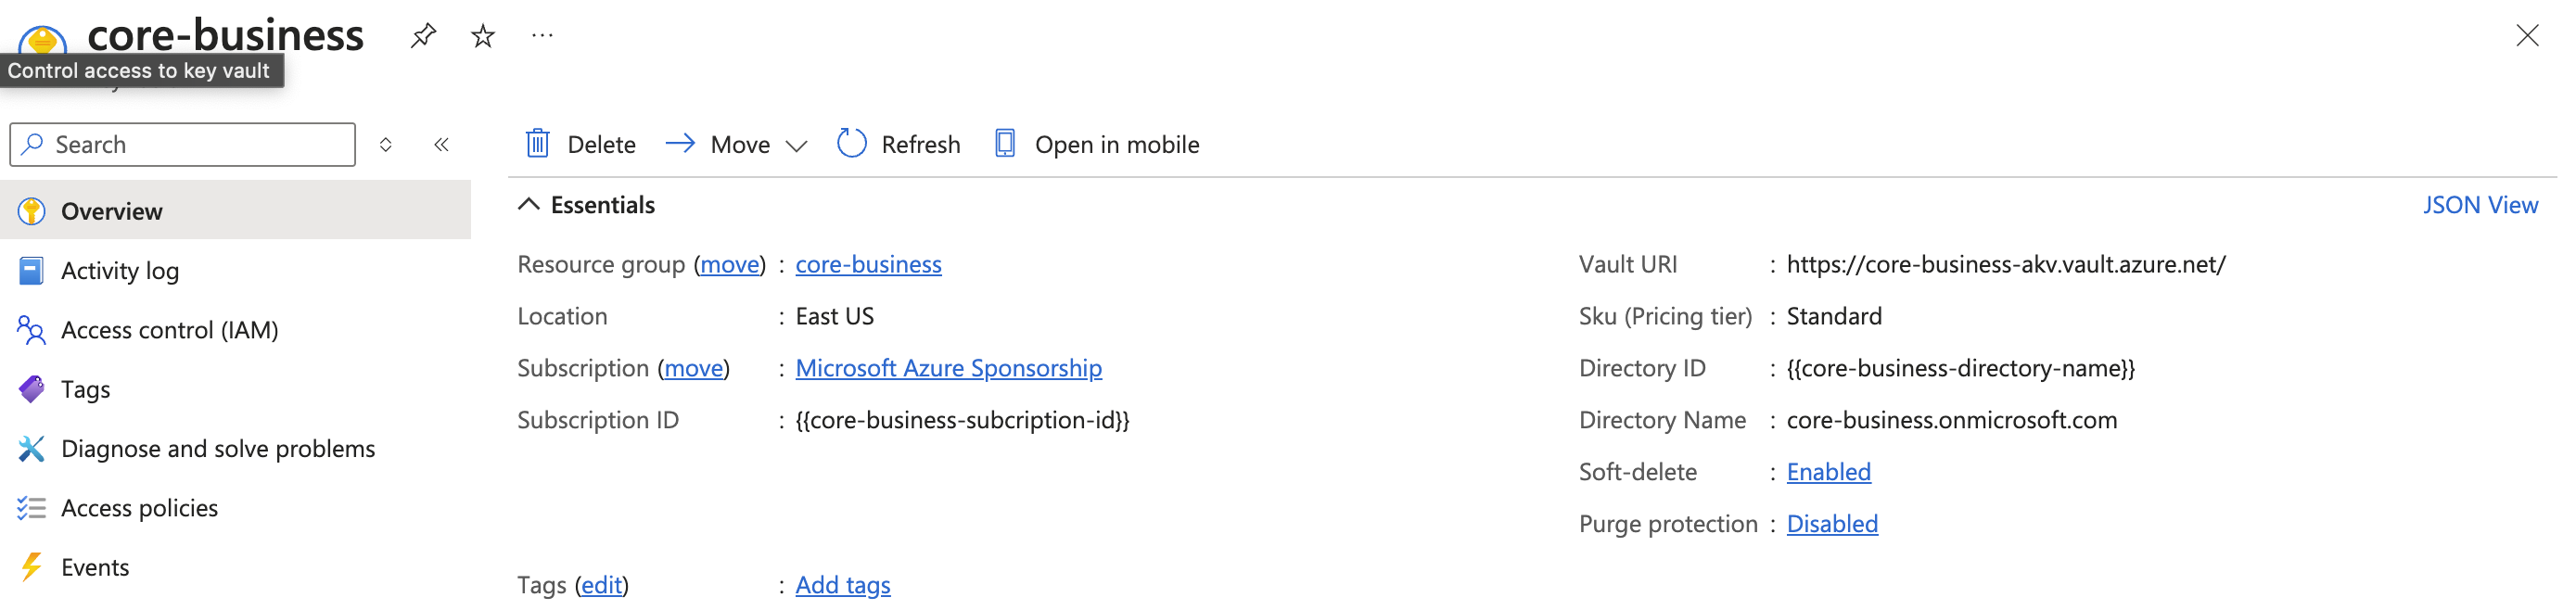 core-business
Control access to key vault
Search
Delete Move Refresh Open in mobile
Overview
Activity log
Access control (IAM)
Tags
Diagnose and solve problems
Access policies
Events
Essentials JSON View
Resource group (move) : core-business
Location : East US
Subscription (move) : Microsoft Azure Sponsorship
Subscription ID : {{core-business-subcription-id}}
Vault URI : https://core-business-akv.vault.azure.net/
Sku (Pricing tier) : Standard
Directory ID : {{core-business-directory-name}}
Directory Name : core-business.onmicrosoft.com
Soft-delete : Enabled
Purge protection : Disabled
Tags (edit) : Add tags